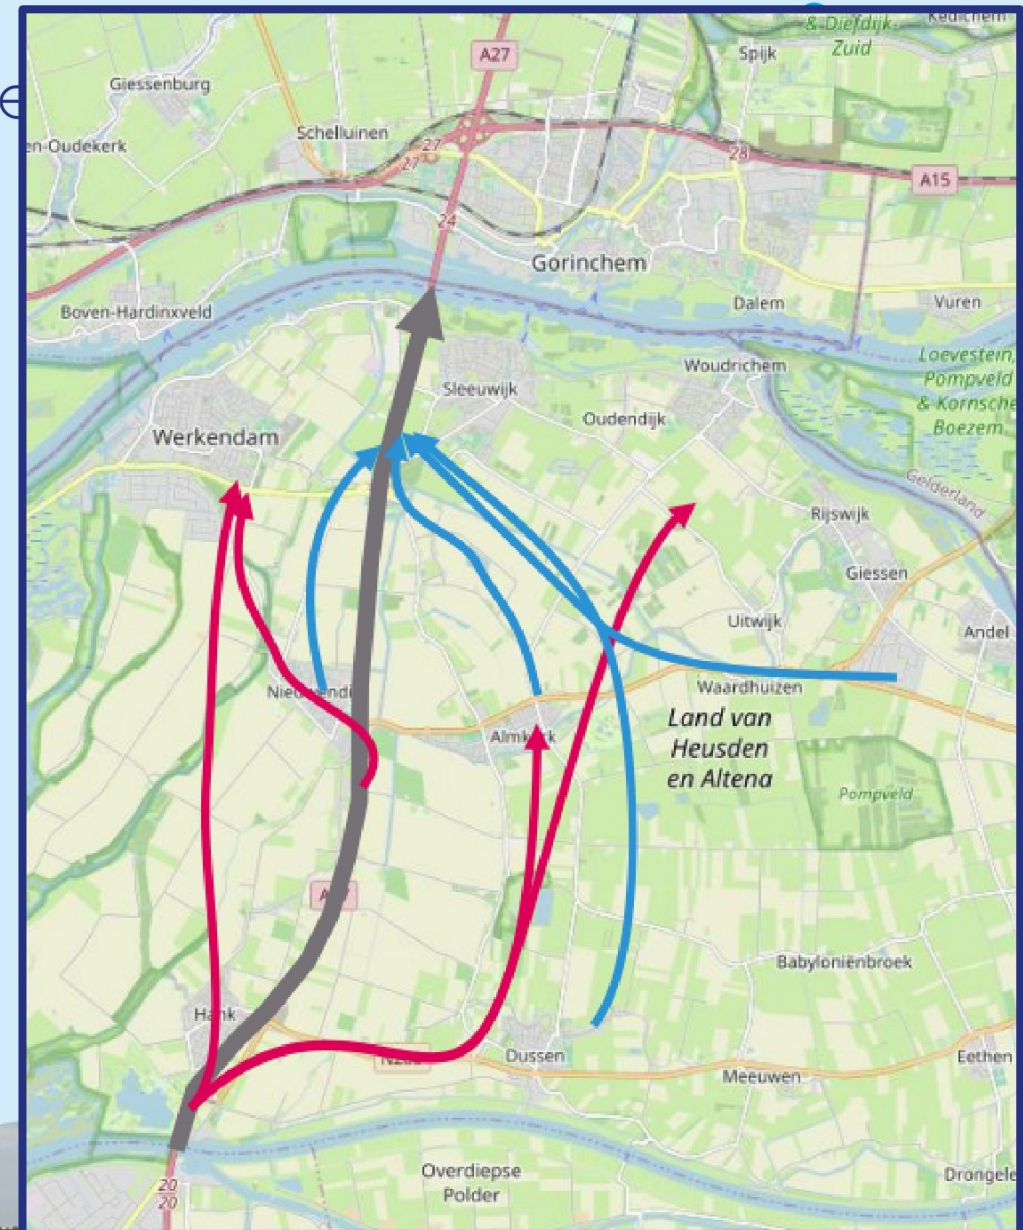 & Diefdijk-
Zuid
Kedichem
Spijk
A27
Giessenburg
Schelluinen
en-Oudekerk
27
27
28
A15
24
Gorinchem
Boven-Hardinxveld
Dalem
Vuren
Loevestein,
Pompveld
& Kornsche
Boezem
Woudrichem
Sleeuwijk
Oudendijk
Werkendam
Gelderland
Rijswijk
Giessen
Uitwijk
Andel
Waardhuizen
Land van
Heusden
en Altena
Pompveld
Babyloniënbroek
Dussen
Meeuwen
Eethen
Overdiepse
Polder
Drongele
20
20